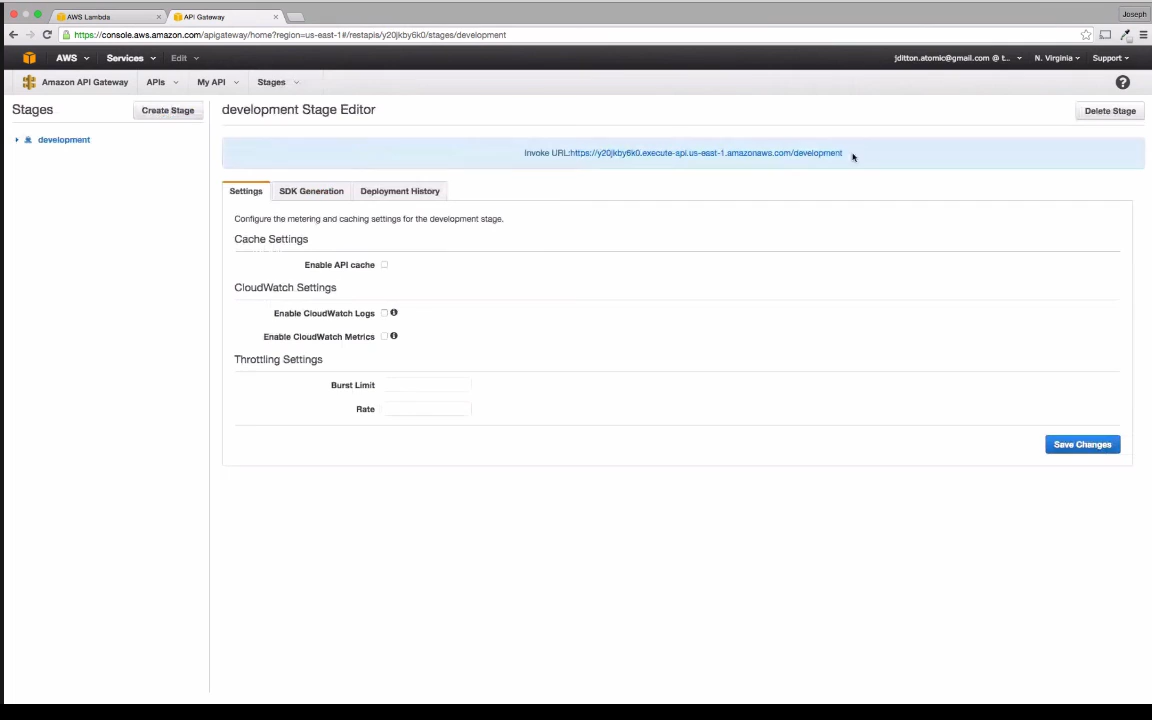 AWS Lambda
API Gateway
Joseph
https://console.aws.amazon.com/apigateway/home?region=us-east-1#/restapis/y20jkby6k0/stages/development
AWS Services Edit jditton.atomic@gmail.com @ t... N. Virginia Support
Amazon API Gateway APIs My API Stages
Stages Create Stage development Stage Editor Delete Stage
development
Invoke URL:https://y20jkby6k0.execute-api.us-east-1.amazonaws.com/development
Settings SDK Generation Deployment History
Configure the metering and caching settings for the development stage.
Cache Settings
Enable API cache
CloudWatch Settings
Enable CloudWatch Logs
Enable CloudWatch Metrics
Throttling Settings
Burst Limit
Rate
Save Changes